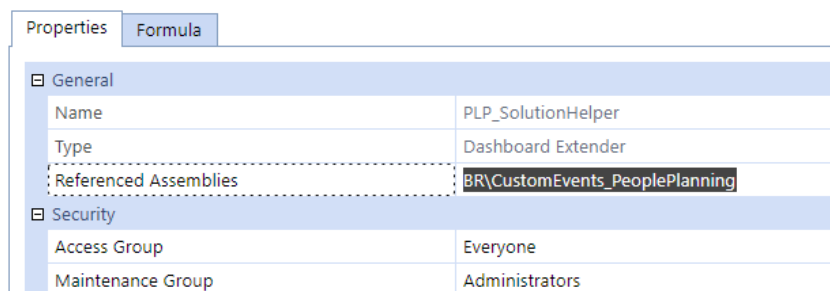 Properties Formula
General
Name PLP_SolutionHelper
Type Dashboard Extender
Referenced Assemblies BR\CustomEvents_PeoplePlanning
Security
Access Group Everyone
Maintenance Group Administrators